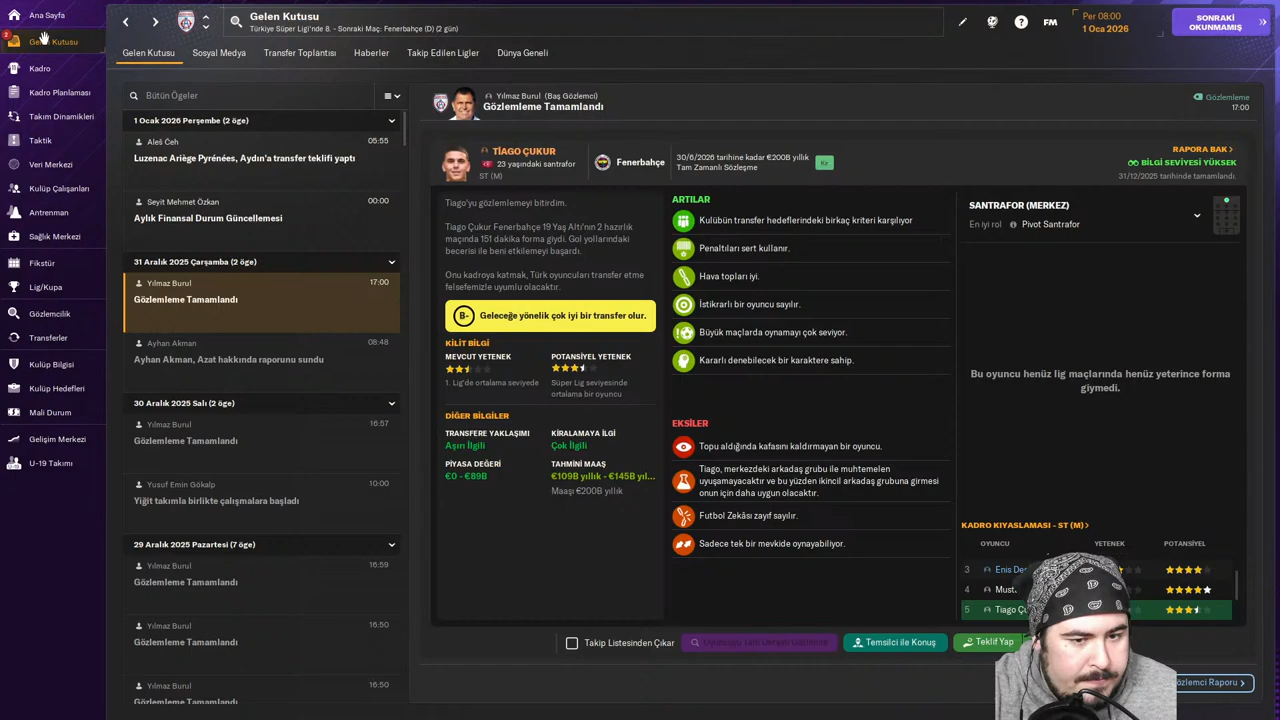 Ana Sayfa
2
Gelen Kutusu
Kadro
Kadro Planlaması
Takım Dinamikleri
Taktik
Veri Merkezi
Kulüp Çalışanları
Antrenman
Sağlık Merkezi
Fikstür
Lig/Kupa
Gözlemcilik
Transferler
Kulüp Bilgisi
Kulüp Hedefleri
Mali Durum
Gelişim Merkezi
U-19 Takımı
Gelen Kutusu
Türkiye Süper Ligi'nde 8. - Sonraki Maç: Fenerbahçe (D) (2 gün)
FM
Per 08:00
1 Oca 2026
SONRAKİ OKUNMAMIŞ
Gelen Kutusu
Sosyal Medya
Transfer Toplantısı
Haberler
Takip Edilen Ligler
Dünya Geneli
Bütün Ögeler
1 Ocak 2026 Perşembe (2 öge)
Aleš Čeh
05:55
Luzenac Ariège Pyrénées, Aydın'a transfer teklifi yaptı
Seyit Mehmet Özkan
00:00
Aylık Finansal Durum Güncellemesi
31 Aralık 2025 Çarşamba (2 öge)
Yılmaz Burul
17:00
Gözlemleme Tamamlandı
Ayhan Akman
08:48
Ayhan Akman, Azat hakkında raporunu sundu
30 Aralık 2025 Salı (2 öge)
Yılmaz Burul
16:57
Gözlemleme Tamamlandı
Yusuf Emin Gökalp
10:00
Yiğit takımla birlikte çalışmalara başladı
29 Aralık 2025 Pazartesi (7 öge)
Yılmaz Burul
16:59
Gözlemleme Tamamlandı
Yılmaz Burul
16:50
Gözlemleme Tamamlandı
Yılmaz Burul
16:50
Gözlemleme Tamamlandı
Yılmaz Burul (Baş Gözlemci)
Gözlemleme Tamamlandı
Gözlemleme
17:00
TİAGO ÇUKUR
23 yaşındaki santrafor
ST (M)
Fenerbahçe
30/6/2026 tarihine kadar €200B yıllık
Tam Zamanlı Sözleşme
Kir.
RAPORA BAK
BİLGİ SEVİYESİ YÜKSEK
31/12/2025 tarihinde tamamlandı.
Tiago'yu gözlemlemeyi bitirdim.
Tiago Çukur Fenerbahçe 19 Yaş Altı'nın 2 hazırlık
maçında 151 dakika forma giydi. Gol yollarındaki
becerisi ile beni etkilemeyi başardı.
Onu kadroya katmak, Türk oyuncuları transfer etme
felsefemizle uyumlu olacaktır.
B-
Geleceğe yönelik çok iyi bir transfer olur.
KİLİT BİLGİ
MEVCUT YETENEK
POTANSİYEL YETENEK
1. Lig'de ortalama seviyede
Süper Lig seviyesinde
ortalama bir oyuncu
DİĞER BİLGİLER
TRANSFERE YAKLAŞIMI
KİRALAMAYA İLGİ
Aşırı İlgili
Çok İlgili
PİYASA DEĞERİ
TAHMİNİ MAAŞ
€0 - €89B
€109B yıllık - €145B yıl...
Maaşı €200B yıllık
ARTILAR
Kulübün transfer hedeflerindeki birkaç kriteri karşılıyor
Penaltıları sert kullanır.
Hava topları iyi.
İstikrarlı bir oyuncu sayılır.
Büyük maçlarda oynamayı çok seviyor.
Kararlı denebilecek bir karaktere sahip.
EKSİLER
Topu aldığında kafasını kaldırmayan bir oyuncu.
Tiago, merkezdeki arkadaş grubu ile muhtemelen
uyuşamayacaktır ve bu yüzden ikincil arkadaş grubuna girmesi
onun için daha uygun olacaktır.
Futbol Zekâsı zayıf sayılır.
Sadece tek bir mevkide oynayabiliyor.
SANTRAFOR (MERKEZ)
En iyi rol
Pivot Santrafor
Bu oyuncu henüz lig maçlarında henüz yeterince forma
giymedi.
KADRO KIYASLAMASI - ST (M)
OYUNCU
YETENEK
POTANSİYEL
3 Enis
4
5 Tiago
Takip Listesinden Çıkar
Temsilci ile Konuş
Teklif Yap
Raporu